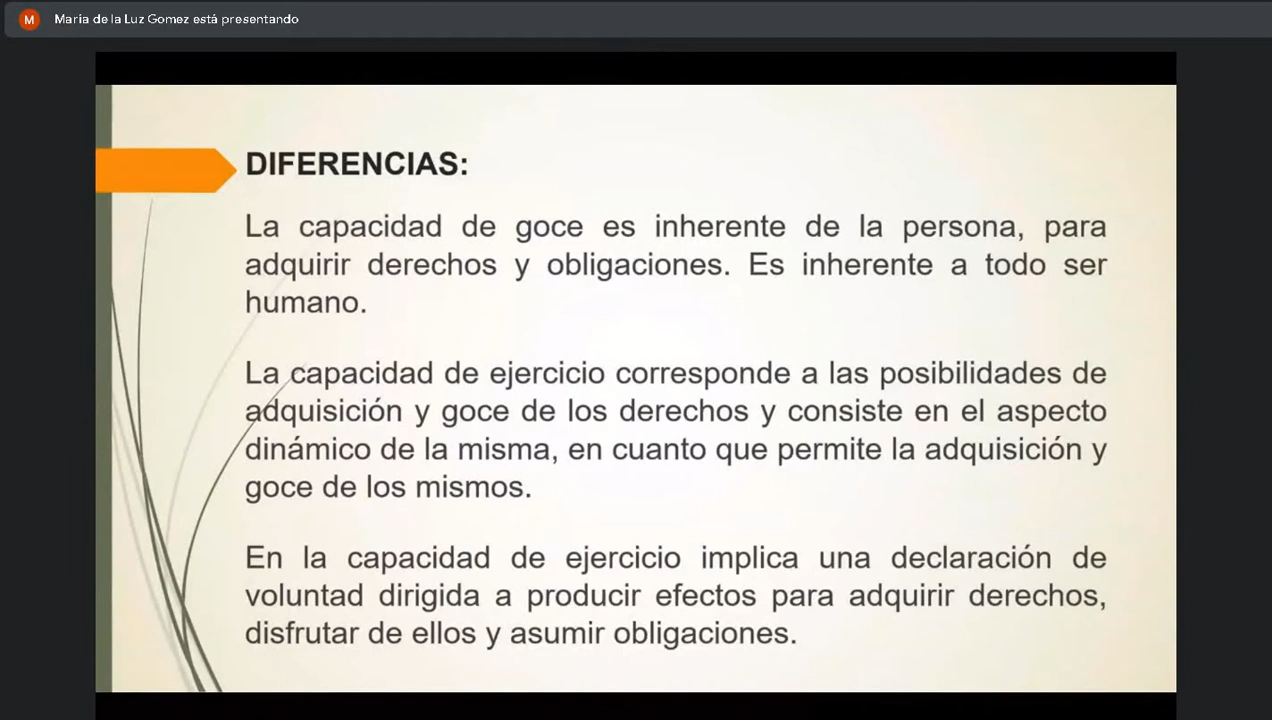 M Maria de la Luz Gomez está presentando
DIFERENCIAS:
La capacidad de goce es inherente de la persona, para
adquirir derechos y obligaciones. Es inherente a todo ser
humano.
La capacidad de ejercicio corresponde a las posibilidades de
adquisición y goce de los derechos y consiste en el aspecto
dinámico de la misma, en cuanto que permite la adquisición y
goce de los mismos.
En la capacidad de ejercicio implica una declaración de
voluntad dirigida a producir efectos para adquirir derechos,
disfrutar de ellos y asumir obligaciones.